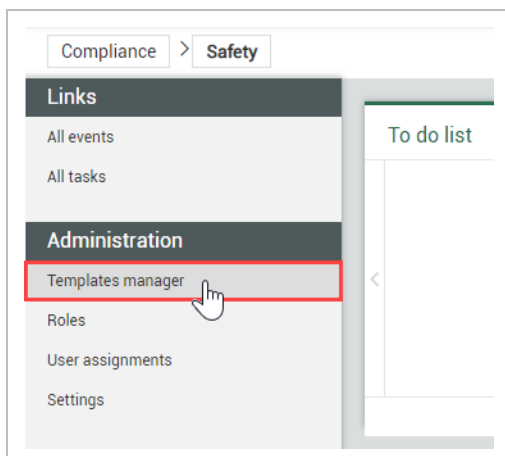 Compliance > Safety
Links
All events
To do list
All tasks
Administration
Templates manager
Roles
User assignments
Settings